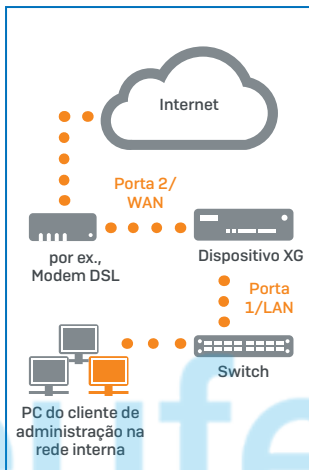 Internet
Porta 2/
WAN
por ex.,
Modem DSL
Dispositivo XG
Porta
1/LAN
Switch
PC do cliente de
administração na
rede interna